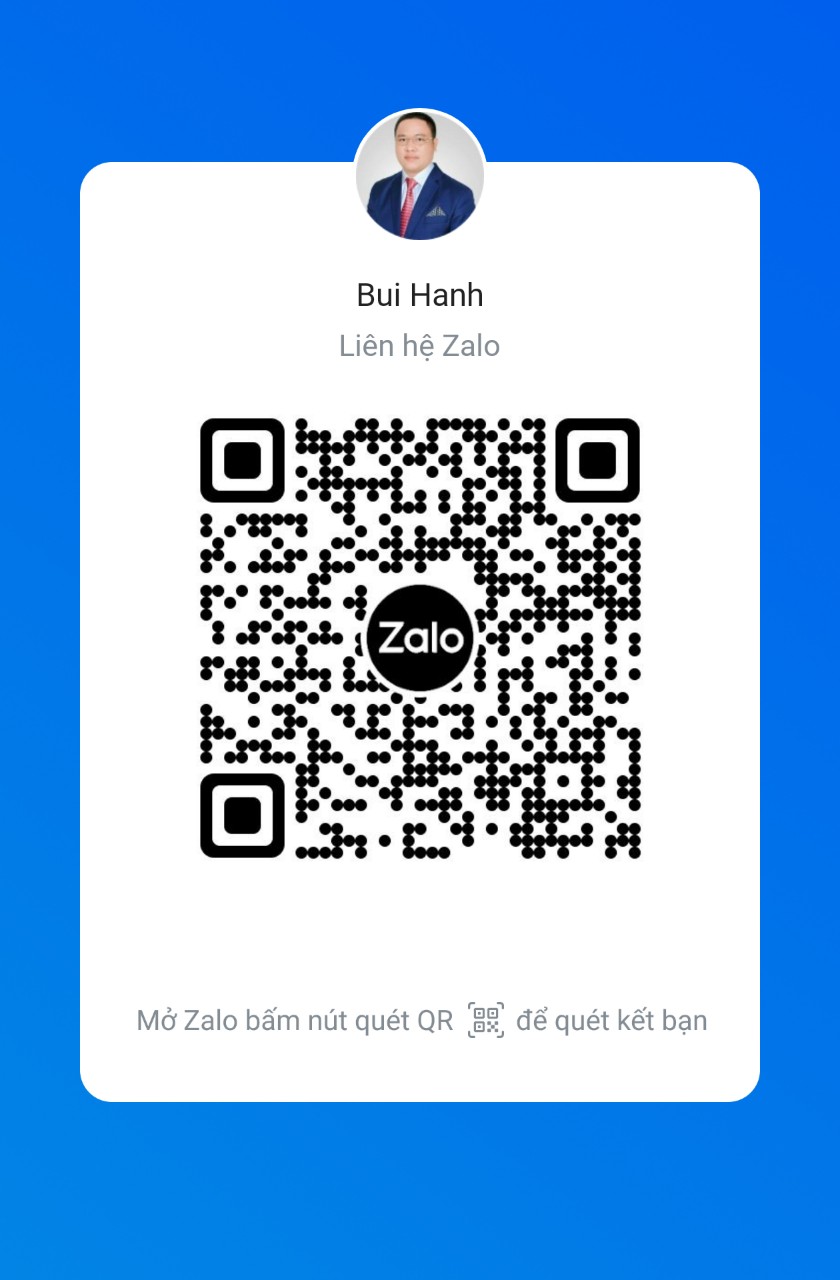 Bui Hanh
Liên hệ Zalo
Zalo
Mở Zalo bấm nút quét QR để quét kết bạn